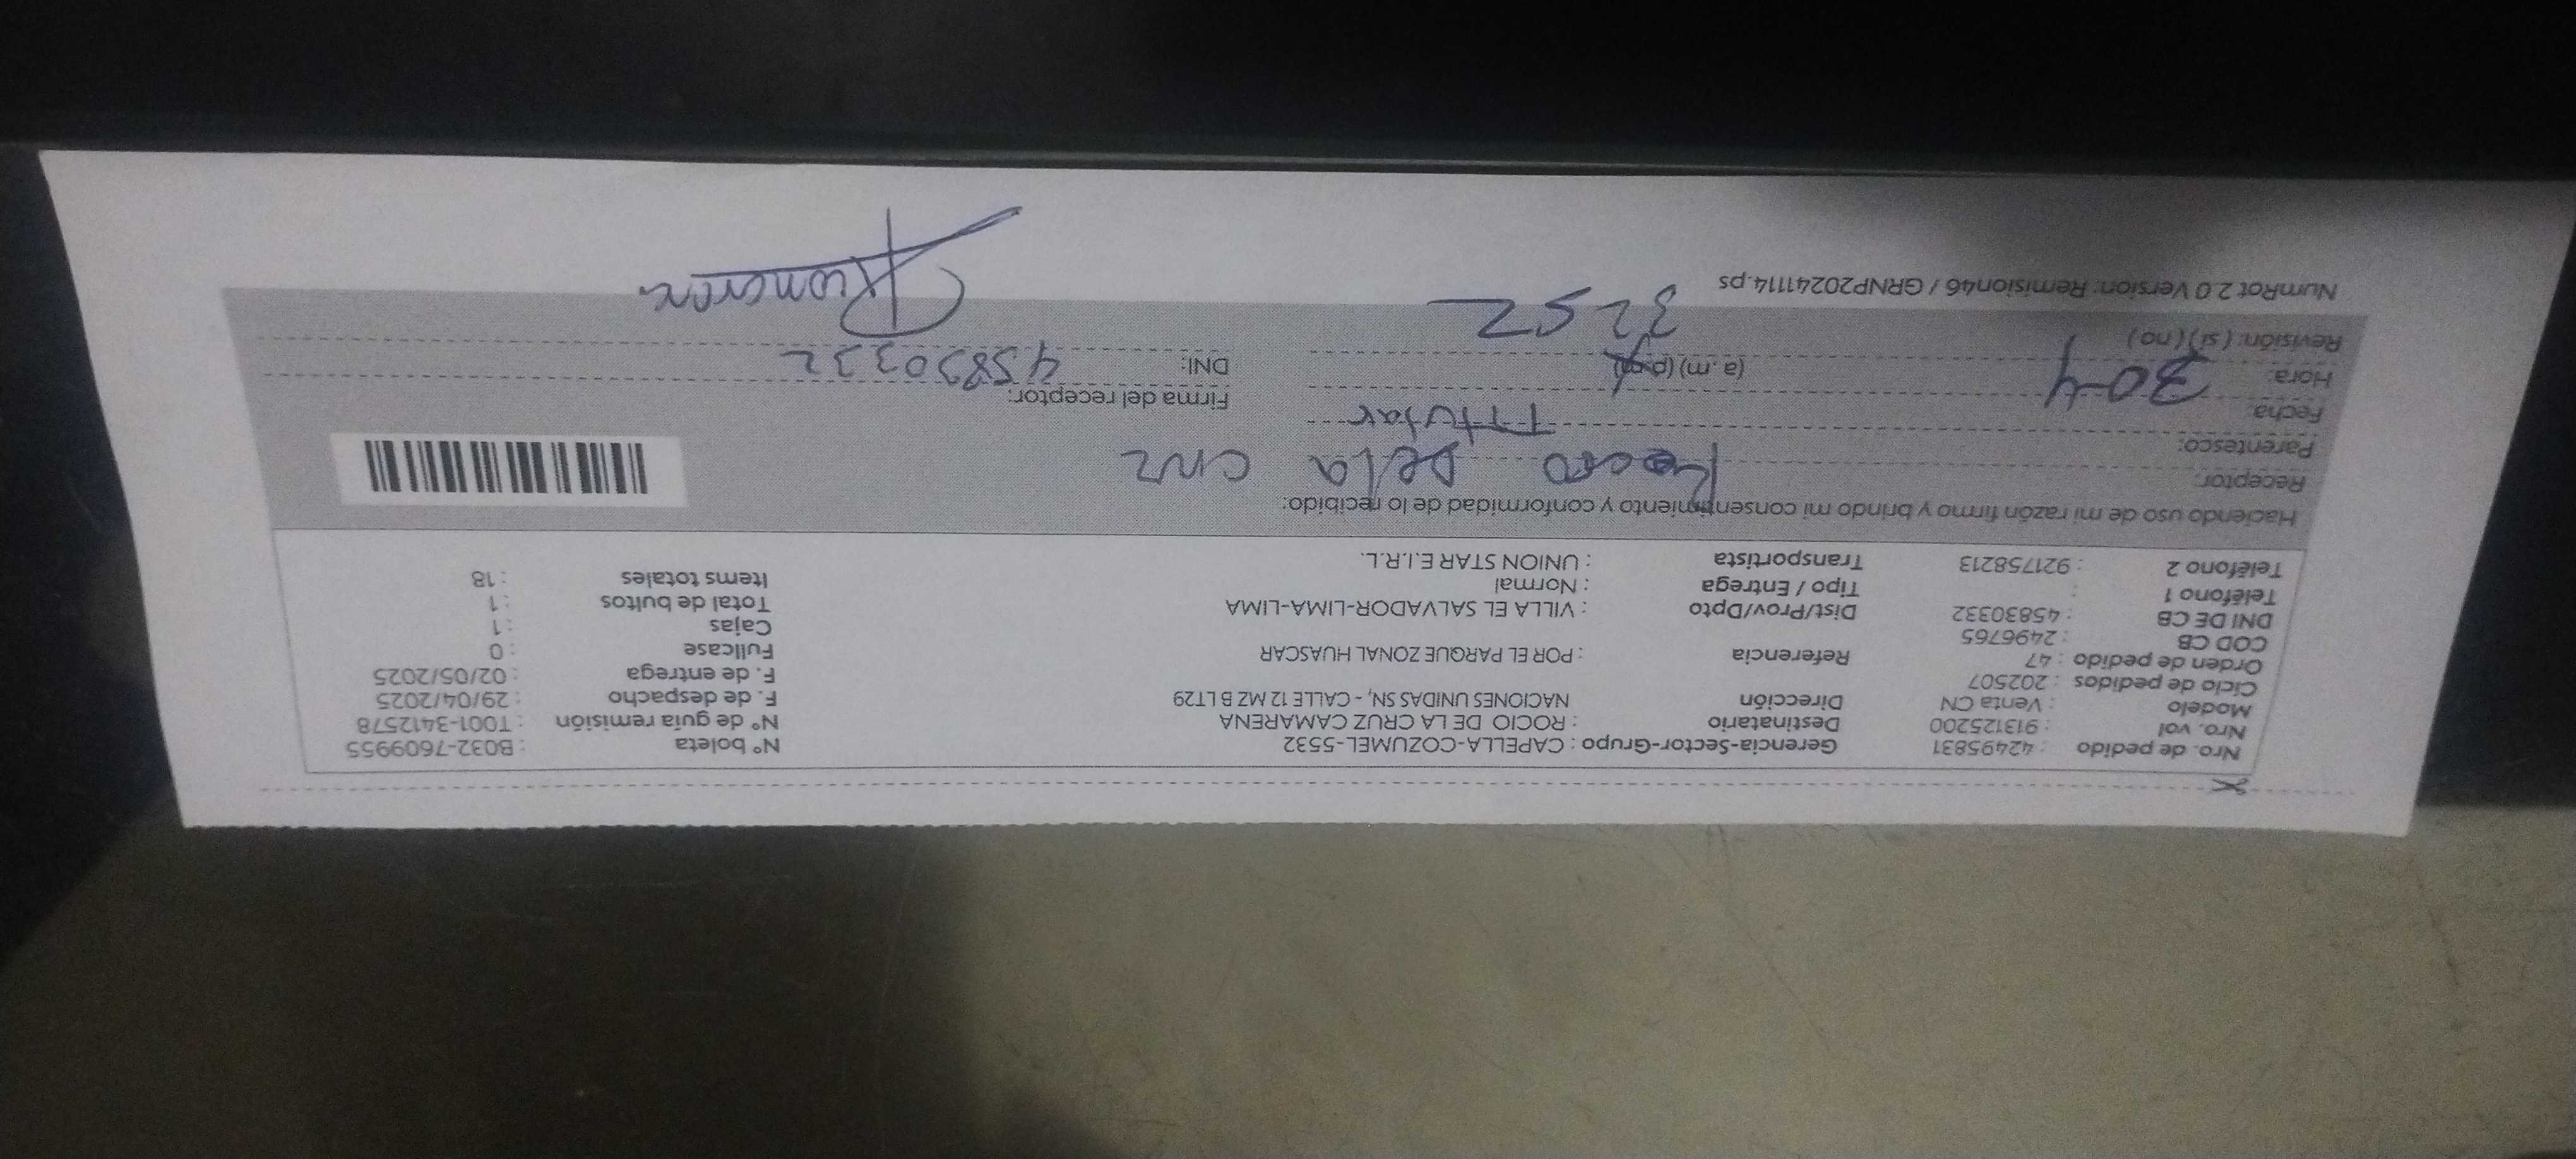 Nro. de pedido : 42495831 Gerencia-Sector-Grupo : CAPELLA-COZUMEL-5532 N° boleta : B032-7609955
Nro. vol : 913125200 Destinatario : ROCIO DE LA CRUZ CAMARENA N° de guía remisión : T001-3412578
Modelo : Venta CN Dirección NACIONES UNIDAS SN, - CALLE 12 MZ B LT29 F. de despacho : 29/04/2025
Ciclo de pedidos : 202507 F. de entrega : 02/05/2025
Orden de pedido : 47 Referencia : POR EL PARQUE ZONAL HUASCAR Fullcase : 0
COD CB : 2496765 Cajas : 1
DNI DE CB : 45830332 Dist/Prov/Dpto : VILLA EL SALVADOR-LIMA-LIMA Total de bultos : 1
Teléfono 1 : Tipo / Entrega : Normal Items totales : 18
Teléfono 2 : 921758213 Transportista : UNION STAR E.I.R.L.
Haciendo uso de mi razón firmo y brindo mi consentimiento y conformidad de lo recibido:
Receptor: Rocio De la Cruz
Parentesco: Titular
Fecha: 30-4 Firma del receptor:
Hora: (a.m) (p.m) DNI: 45830332
Revisión: ( si ) ( no ) 3252
NumRot 2.0 Version: Remision46 / GRNP20241114.ps